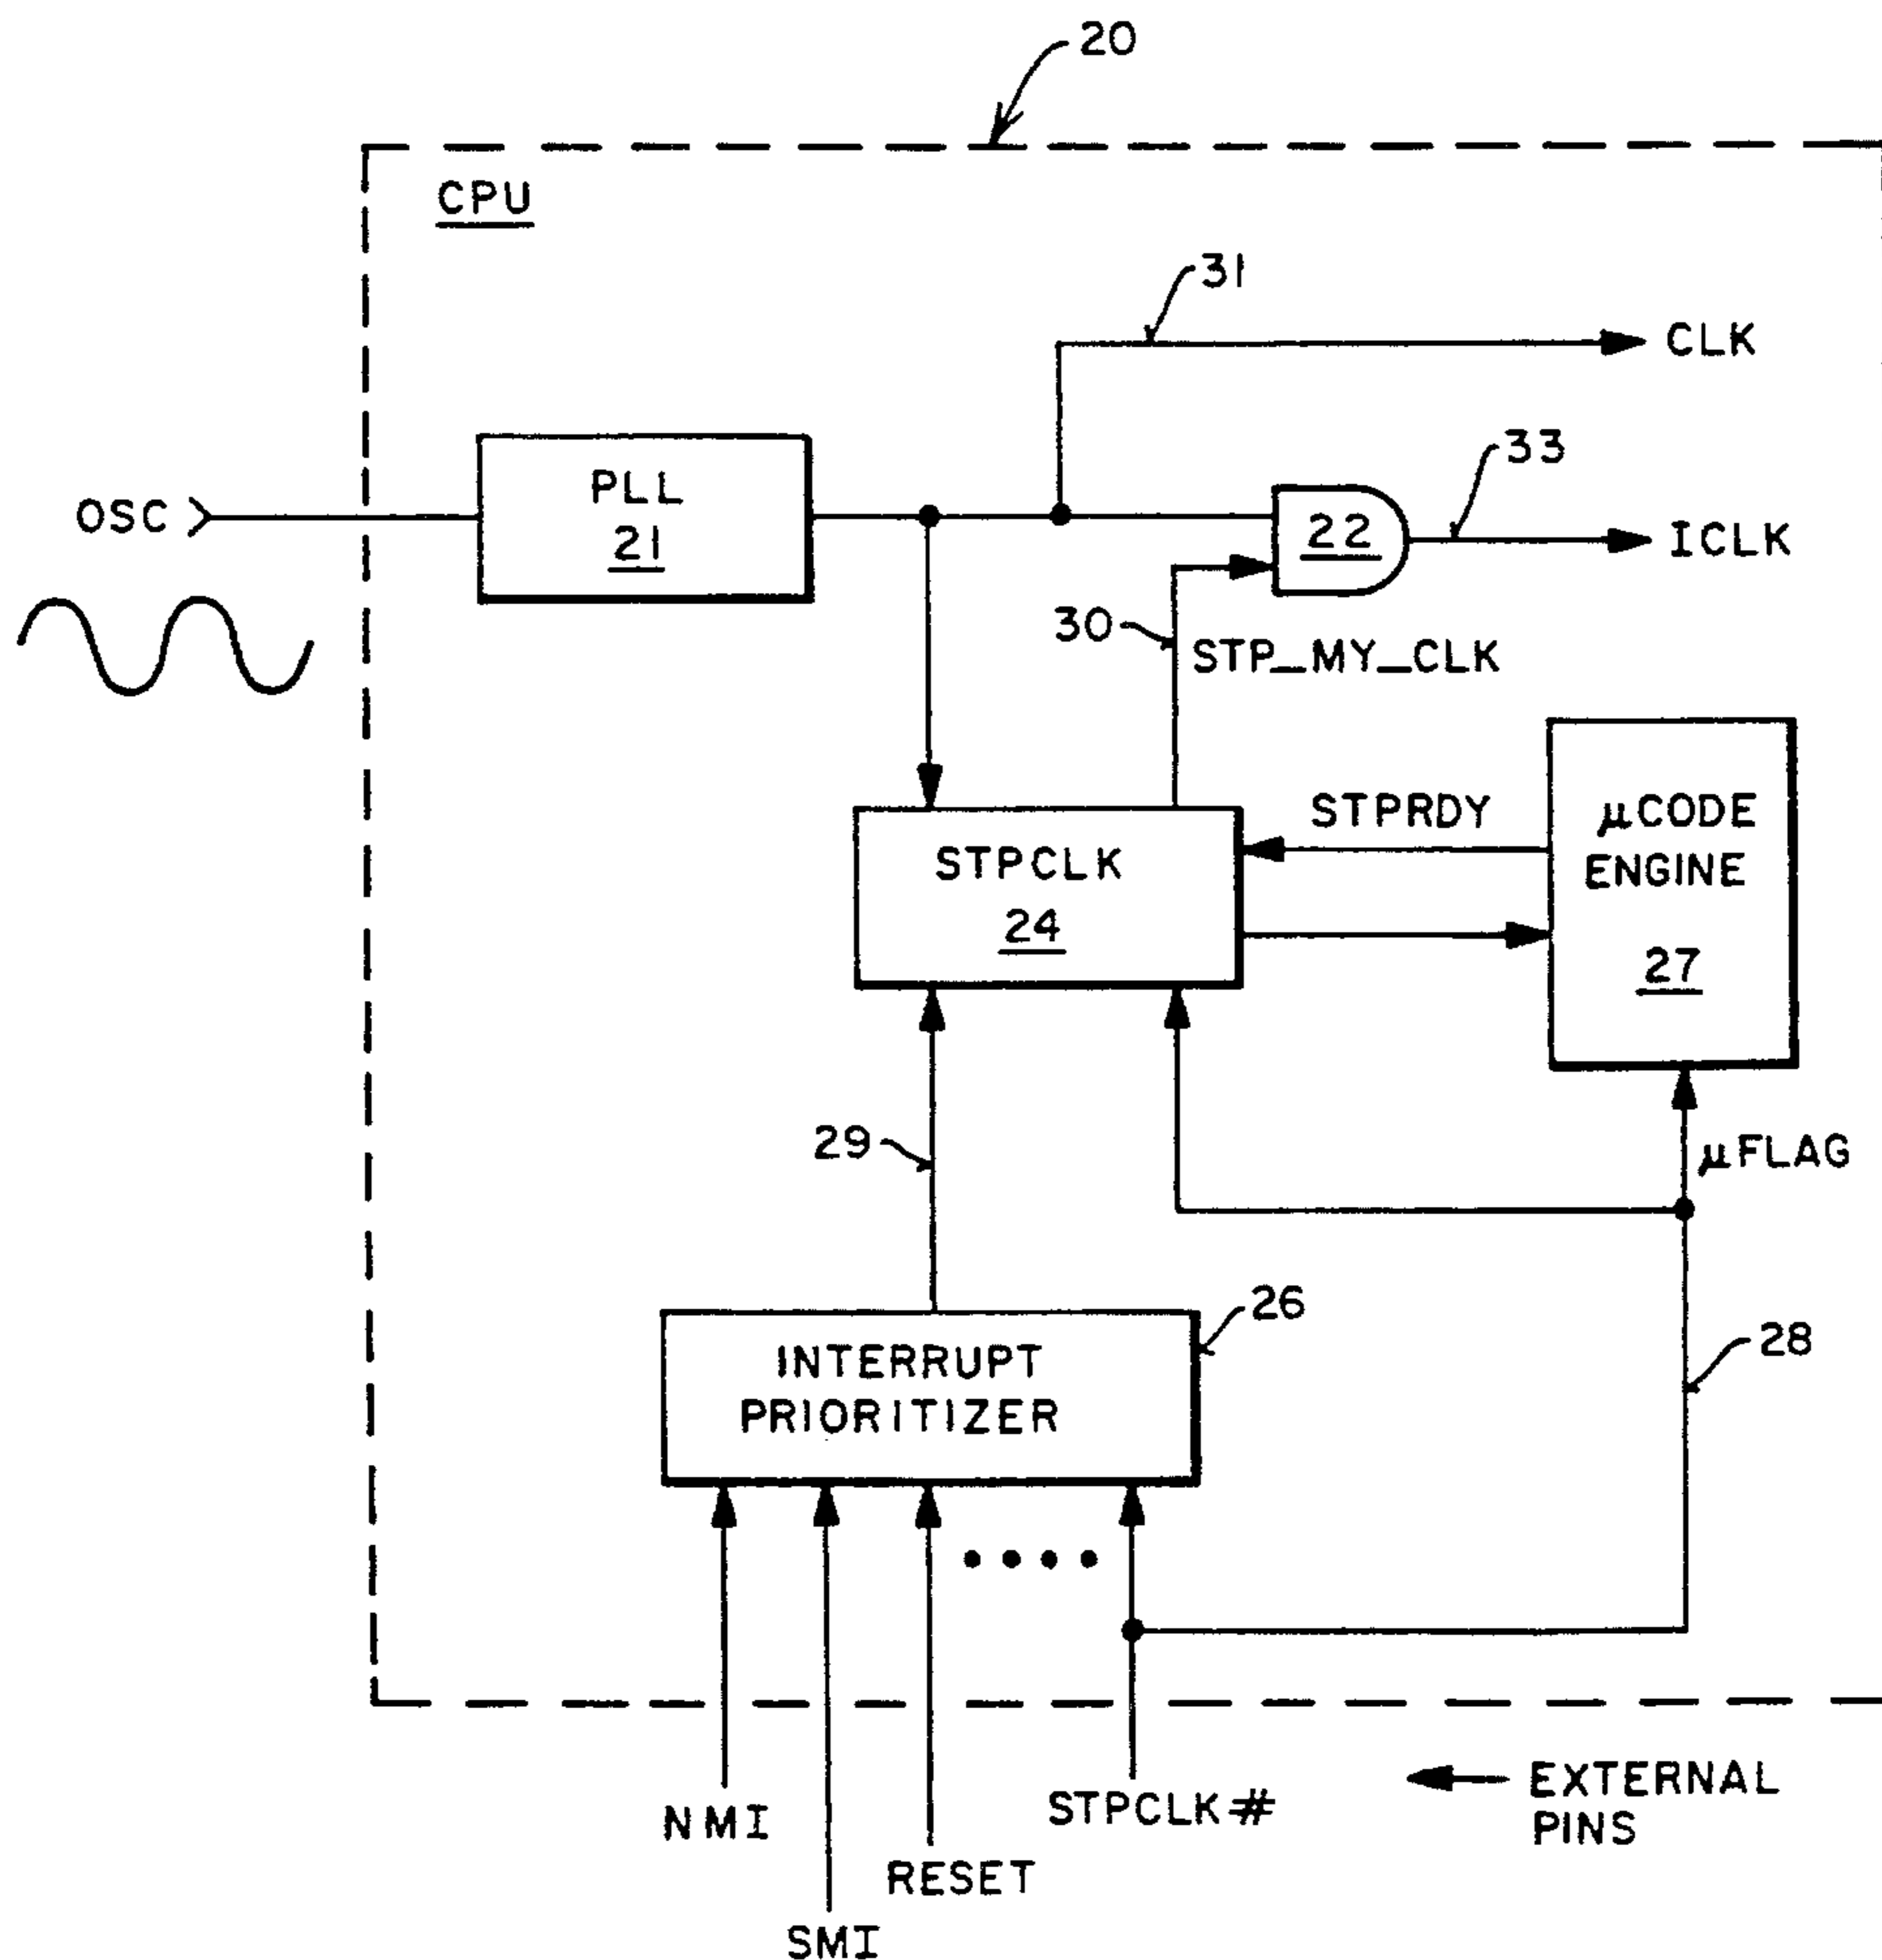 20
CPU
31
CLK
PLL
21
33
OSC
22
ICLK
30
STP_MY_CLK
STPRDY
μCODE
ENGINE
27
STPCLK
24
29
μFLAG
26
INTERRUPT
PRIORITIZER
28
NMI
SMI
RESET
STPCLK#
EXTERNAL
PINS